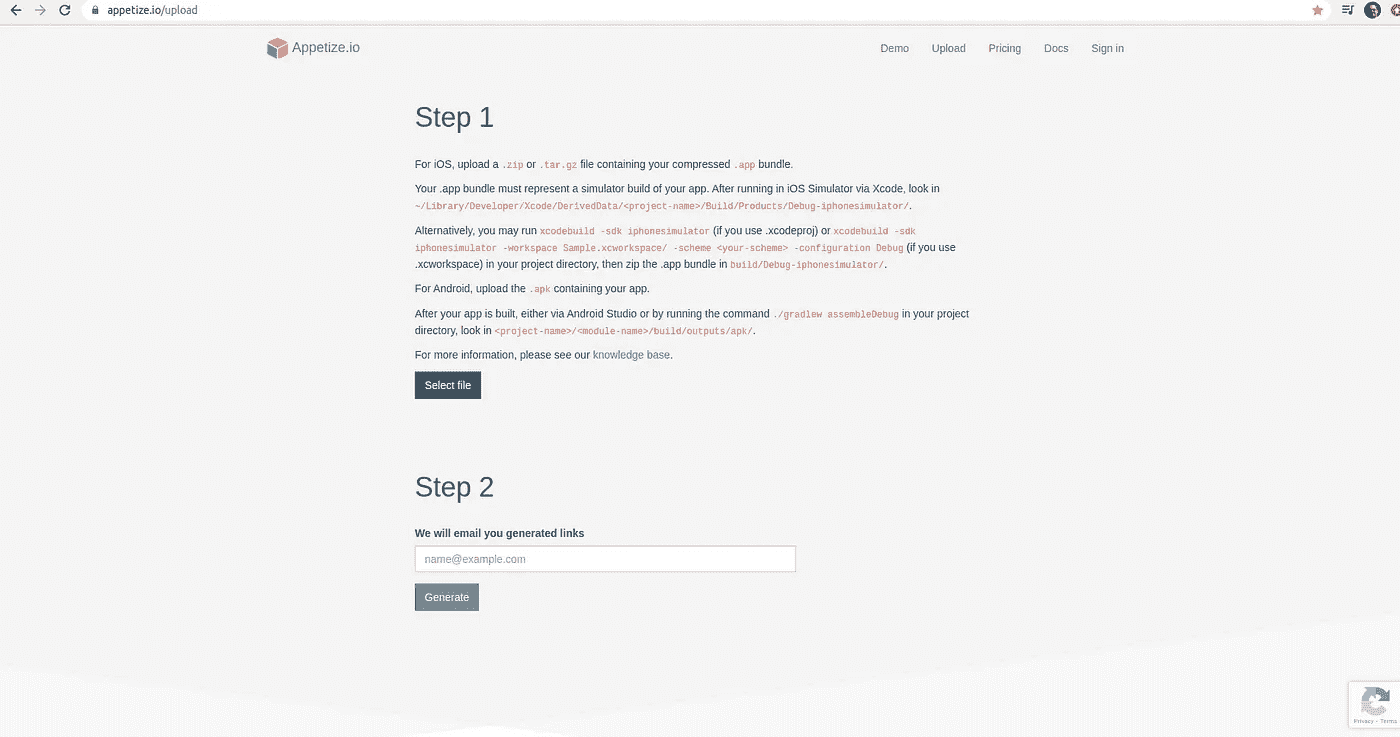 appetize.io/upload
Appetize.io
Demo Upload Pricing Docs Sign in
Step 1
For iOS, upload a .zip or .tar.gz file containing your compressed .app bundle.
Your .app bundle must represent a simulator build of your app. After running in iOS Simulator via Xcode, look in
~/Library/Developer/Xcode/DerivedData/<project-name>/Build/Products/Debug-iphonesimulator/.
Alternatively, you may run xcodebuild -sdk iphonesimulator (if you use .xcodeproj) or xcodebuild -sdk
iphonesimulator -workspace Sample.xcworkspace/ -scheme <your-scheme> -configuration Debug (if you use
.xcworkspace) in your project directory, then zip the .app bundle in build/Debug-iphonesimulator/.
For Android, upload the .apk containing your app.
After your app is built, either via Android Studio or by running the command ./gradlew assembleDebug in your project
directory, look in <project-name>/<module-name>/build/outputs/apk/.
For more information, please see our knowledge base.
Select file
Step 2
We will email you generated links
name@example.com
Generate
Privacy - Terms